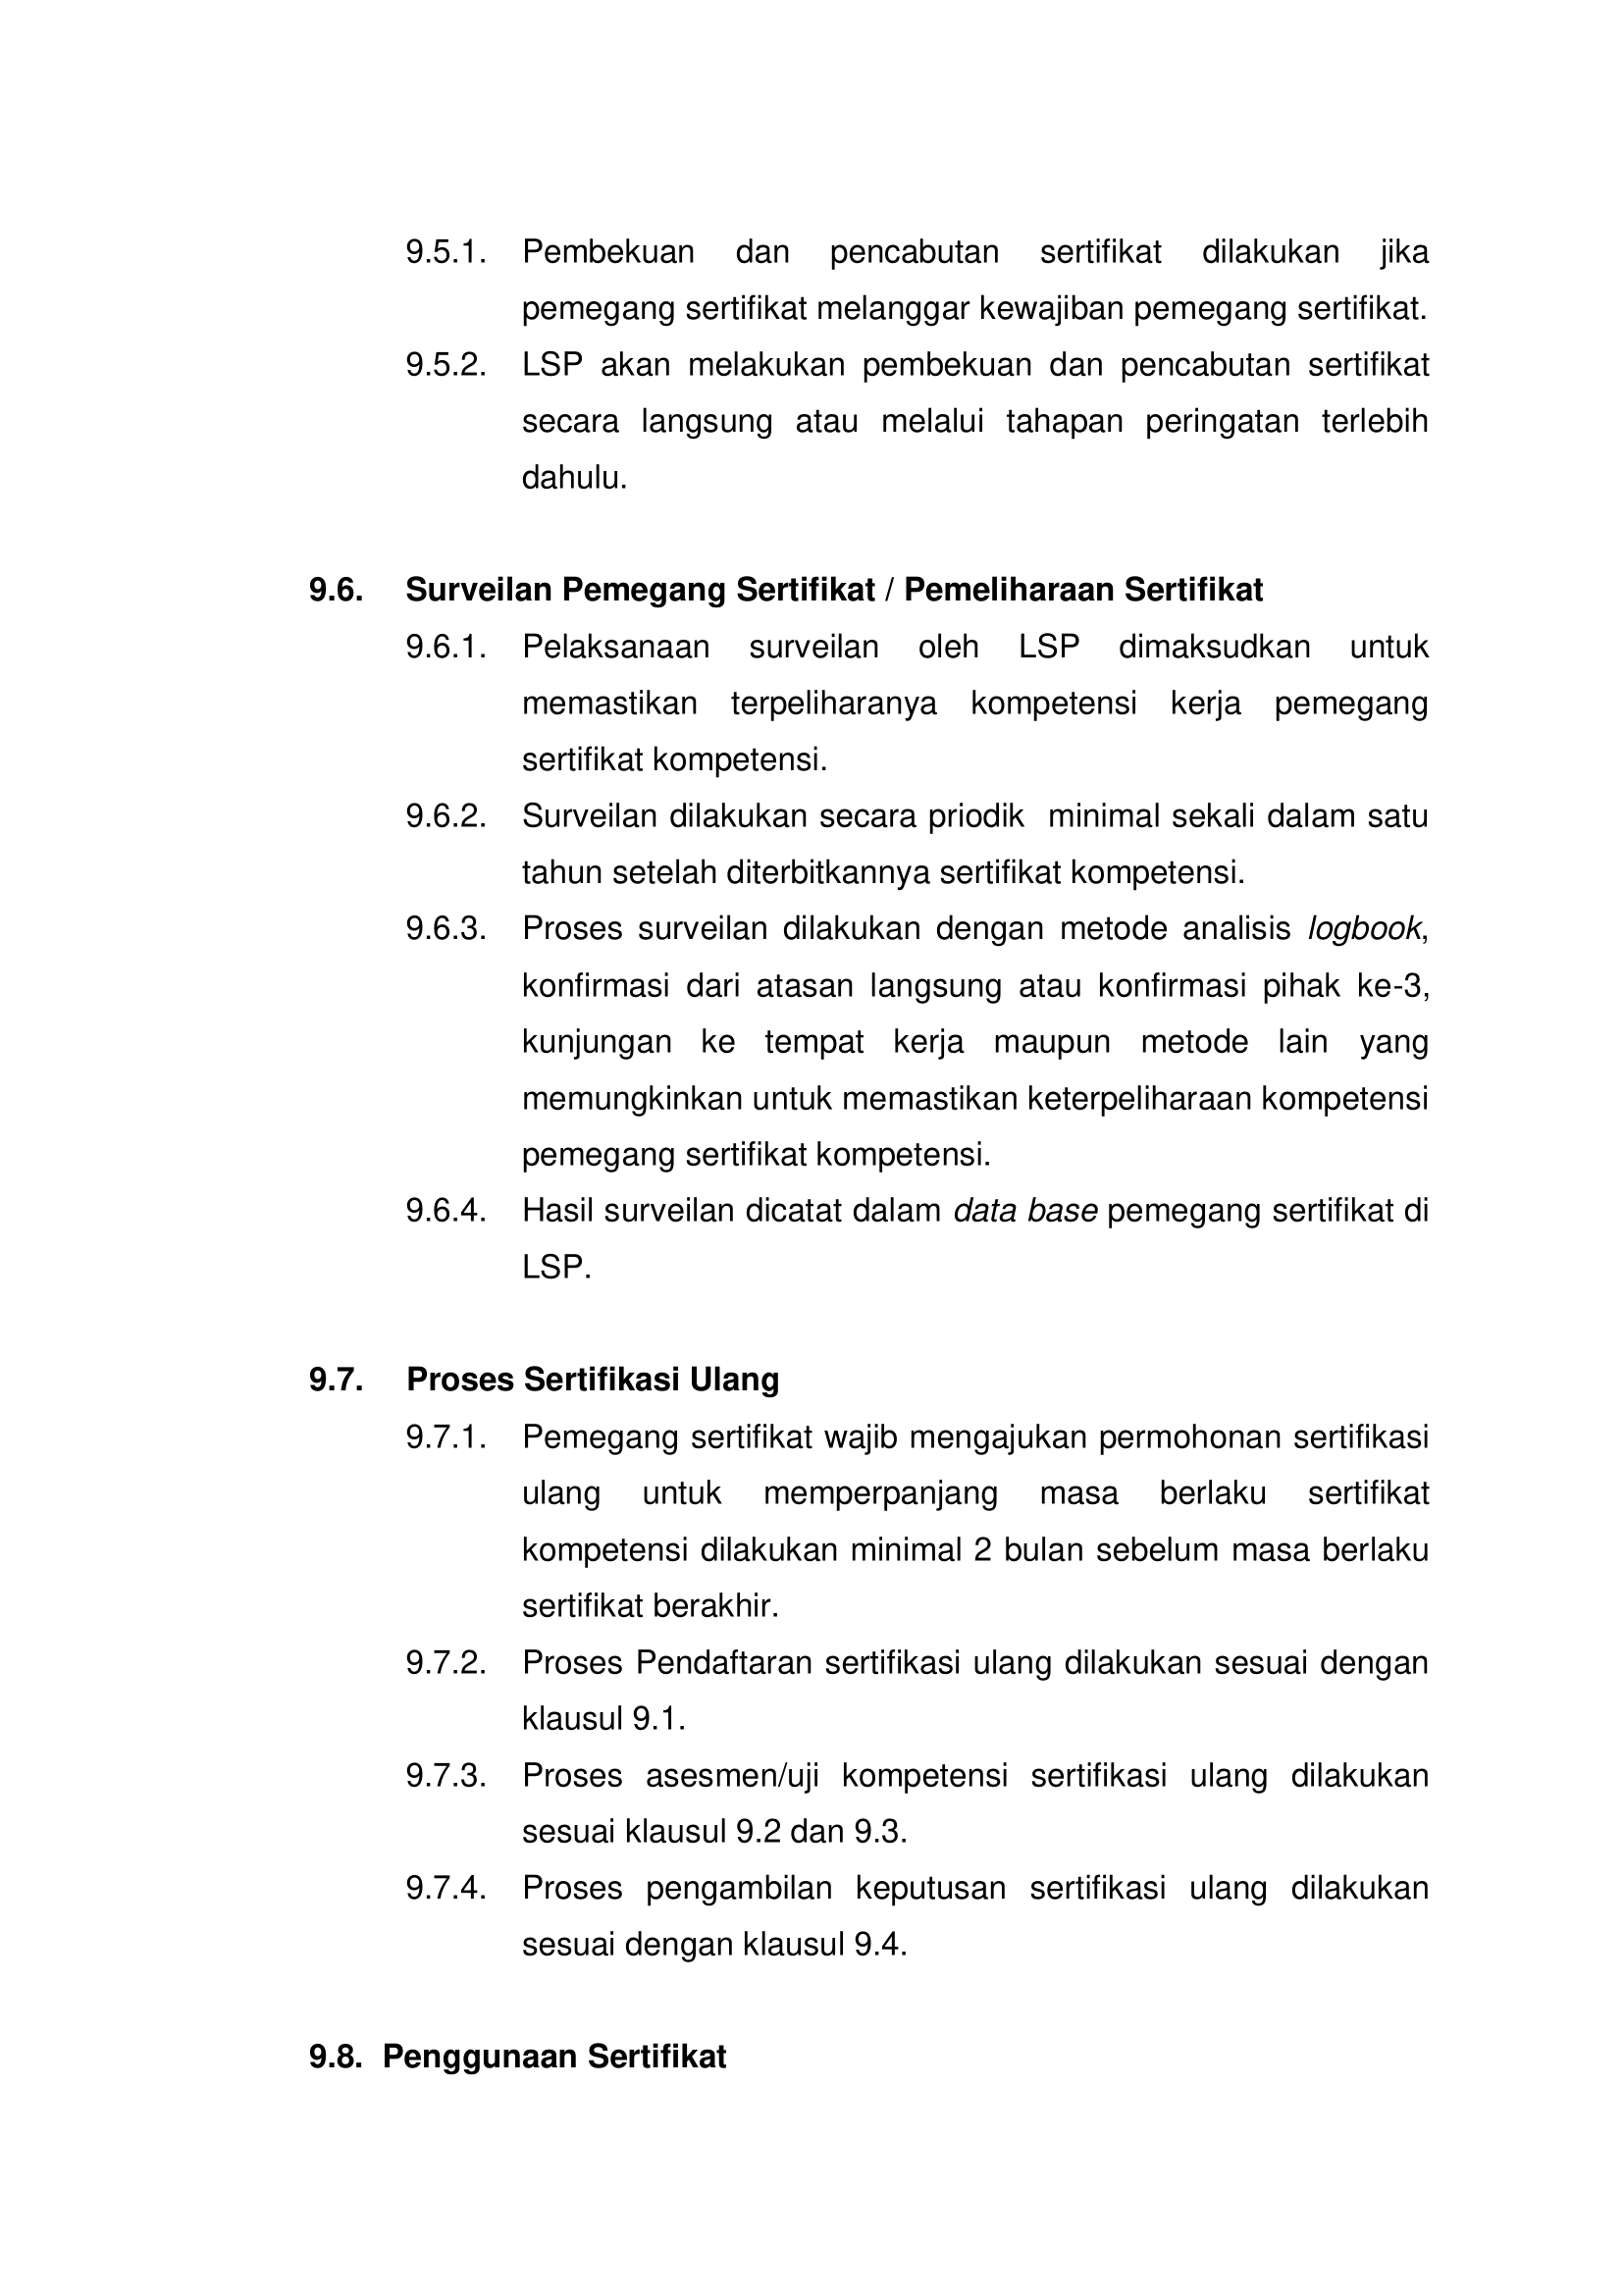 9.5.1. Pembekuan dan pencabutan sertifikat dilakukan jika
pemegang sertifikat melanggar kewajiban pemegang sertifikat.
9.5.2. LSP akan melakukan pembekuan dan pencabutan sertifikat
secara langsung atau melalui tahapan peringatan terlebih
dahulu.
9.6. Surveilan Pemegang Sertifikat / Pemeliharaan Sertifikat
9.6.1. Pelaksanaan surveilan oleh LSP dimaksudkan untuk
memastikan terpeliharanya kompetensi kerja pemegang
sertifikat kompetensi.
9.6.2. Surveilan dilakukan secara priodik minimal sekali dalam satu
tahun setelah diterbitkannya sertifikat kompetensi.
9.6.3. Proses surveilan dilakukan dengan metode analisis logbook,
konfirmasi dari atasan langsung atau konfirmasi pihak ke-3,
kunjungan ke tempat kerja maupun metode lain yang
memungkinkan untuk memastikan keterpeliharaan kompetensi
pemegang sertifikat kompetensi.
9.6.4. Hasil surveilan dicatat dalam data base pemegang sertifikat di
LSP.
9.7. Proses Sertifikasi Ulang
9.7.1. Pemegang sertifikat wajib mengajukan permohonan sertifikasi
ulang untuk memperpanjang masa berlaku sertifikat
kompetensi dilakukan minimal 2 bulan sebelum masa berlaku
sertifikat berakhir.
9.7.2. Proses Pendaftaran sertifikasi ulang dilakukan sesuai dengan
klausul 9.1.
9.7.3. Proses asesmen/uji kompetensi sertifikasi ulang dilakukan
sesuai klausul 9.2 dan 9.3.
9.7.4. Proses pengambilan keputusan sertifikasi ulang dilakukan
sesuai dengan klausul 9.4.
9.8. Penggunaan Sertifikat